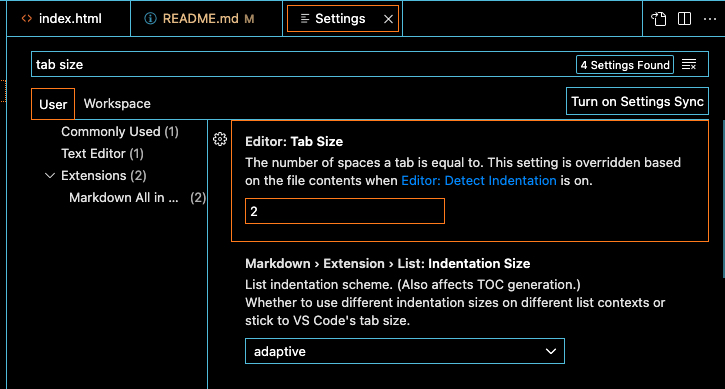 <> index.html
README.md M
Settings
tab size
4 Settings Found
User
Workspace
Turn on Settings Sync
Commonly Used (1)
Text Editor (1)
Extensions (2)
Markdown All in ... (2)
Editor: Tab Size
The number of spaces a tab is equal to. This setting is overridden based
on the file contents when Editor: Detect Indentation is on.
2
Markdown › Extension › List: Indentation Size
List indentation scheme. (Also affects TOC generation.)
Whether to use different indentation sizes on different list contexts or
stick to VS Code's tab size.
adaptive